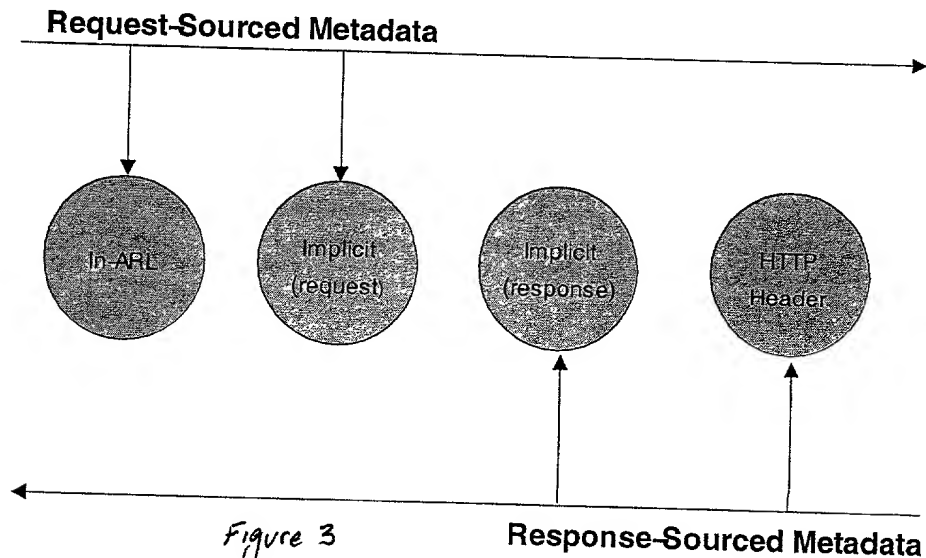 Request-Sourced Metadata
In-ARL
Implicit
(request)
Implicit
(response)
HTTP
Header
Figure 3
Response-Sourced Metadata